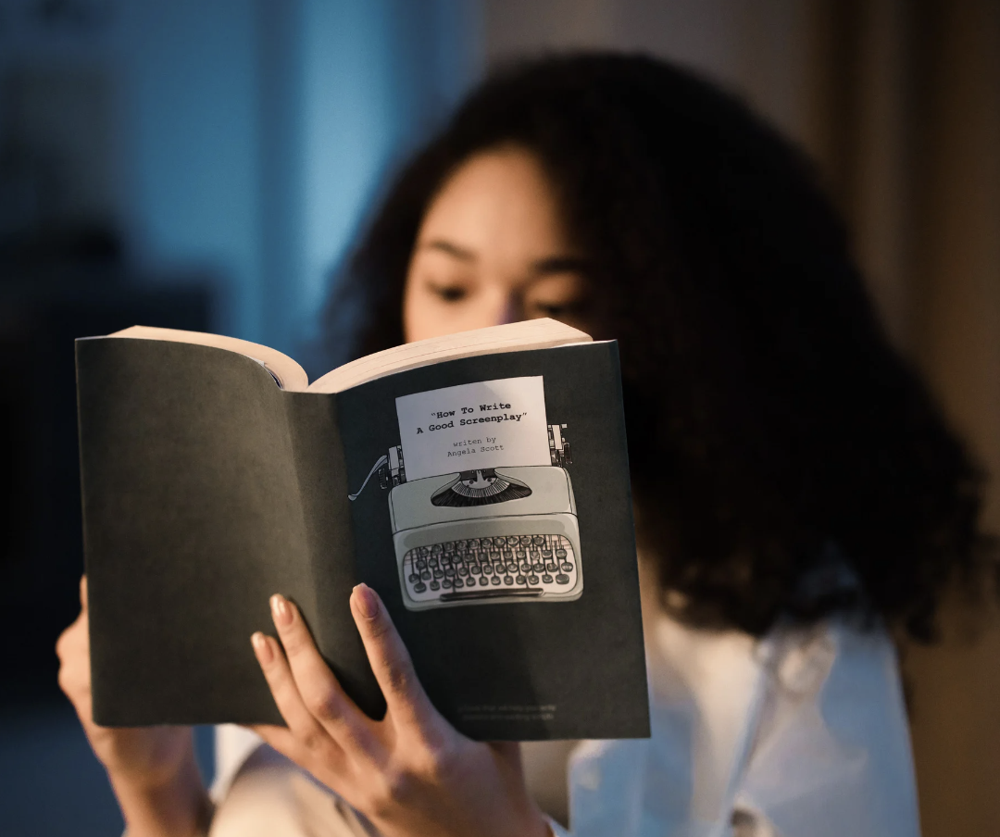 "How To Write
A Good Screenplay"
writen by
Angela Scott